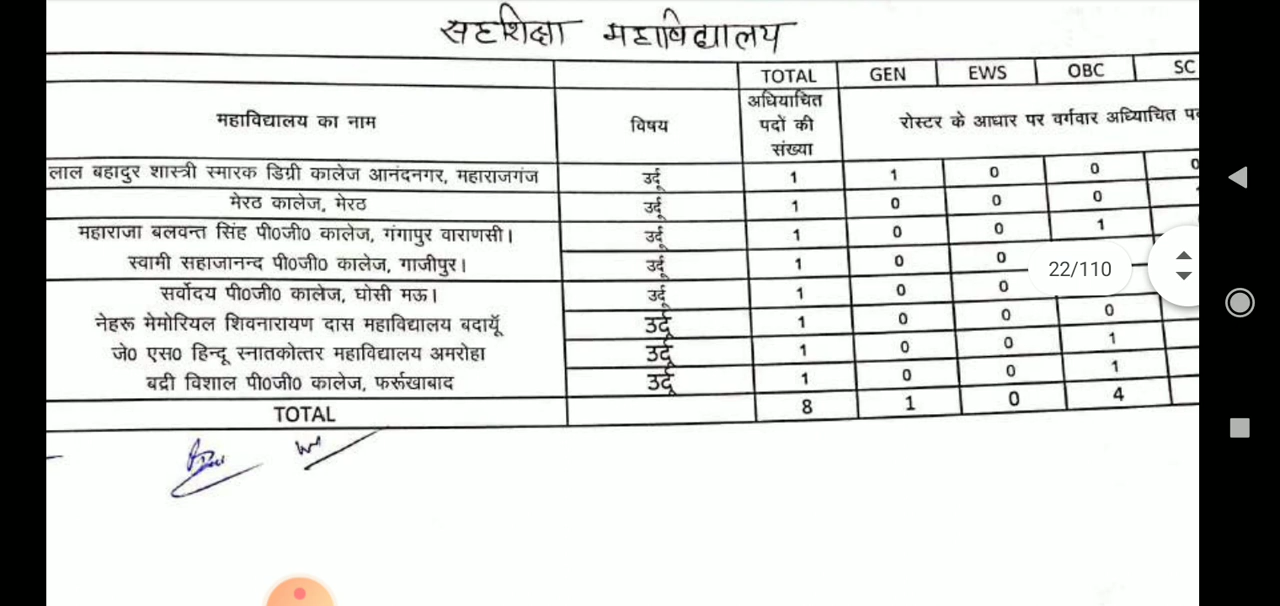 सहशिक्षा महाविद्यालय
TOTAL GEN EWS OBC SC
महाविद्यालय का नाम विषय अधियाचित पदों की संख्या रोस्टर के आधार पर वर्गवार अध्यिाचित
लाल बहादुर शास्त्री स्मारक डिग्री कालेज आनंदनगर, महाराजगंज उर्दू 1 1 0 0 0
मेरठ कालेज, मेरठ उर्दू 1 0 0 0
महाराजा बलवन्त सिंह पी0जी0 कालेज, गंगापुर वाराणसी। उर्दू 1 0 0 1
स्वामी सहाजानन्द पी0जी0 कालेज, गाजीपुर। उर्दू 1 0 0
सर्वोदय पी0जी0 कालेज, घोसी मऊ। उर्दू 1 0 0
नेहरू मेमोरियल शिवनारायण दास महाविद्यालय बदायूॅ उर्दू 1 0 0 0
जे0 एस0 हिन्दू स्नातकोत्तर महाविद्यालय अमरोहा उर्दू 1 0 0 1
बद्री विशाल पी0जी0 कालेज, फर्रूखाबाद उर्दू 1 0 0 1
TOTAL 8 1 0 4
22/110